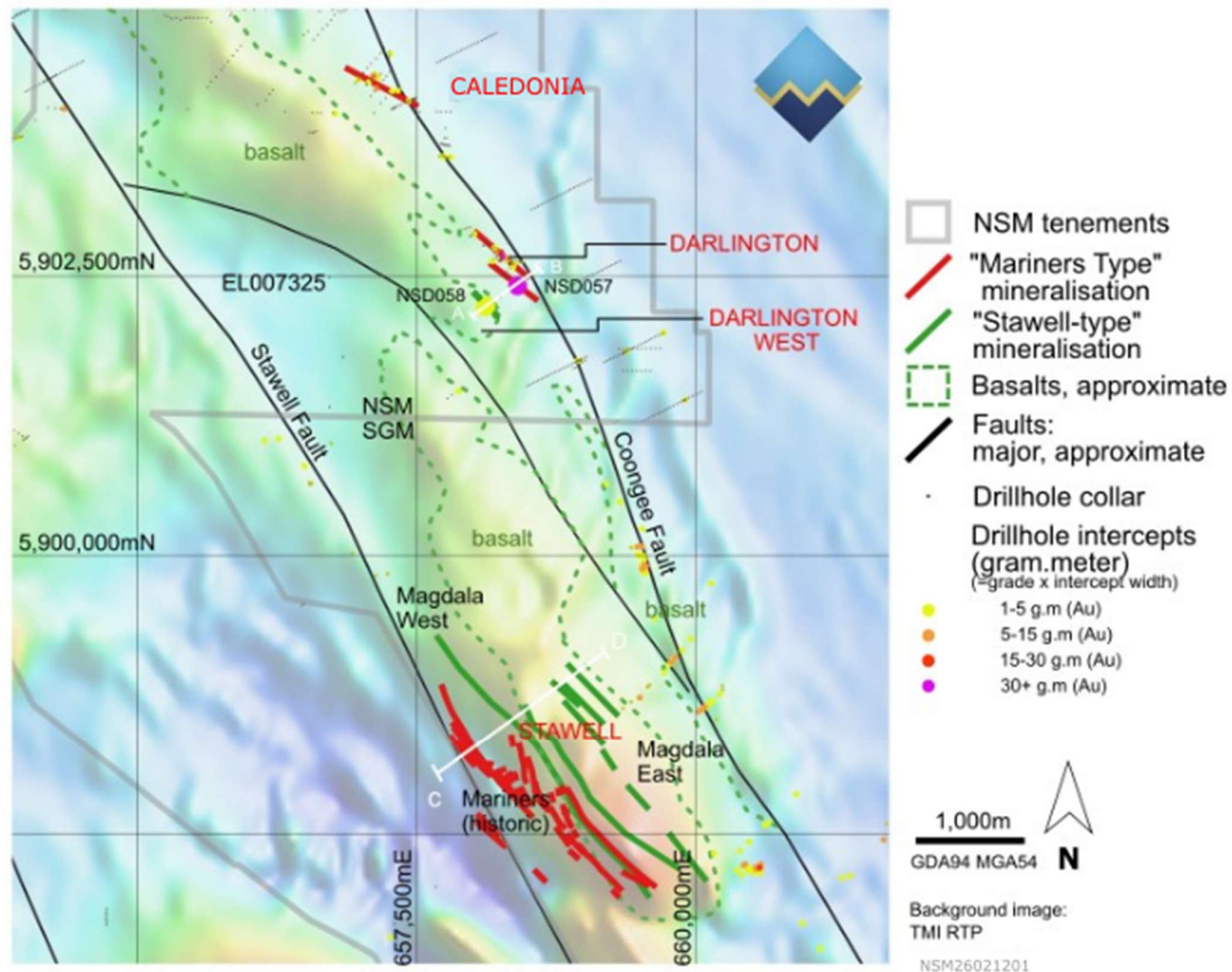 CALEDONIA
basalt
DARLINGTON
5,902,500mN
EL007325
B
NSD058
NSD057
A
DARLINGTON
WEST
Stawell Fault
NSM
SGM
Coongee Fault
basalt
5,900,000mN
Magdala
West
basalt
D
STAWELL
Magdala
East
C
Mariners
(historic)
657,500mE
660,000mE
NSM tenements
"Mariners Type"
mineralisation
"Stawell-type"
mineralisation
Basalts, approximate
Faults:
major, approximate
Drillhole collar
Drillhole intercepts
(gram.meter)
(=grade x intercept width)
1-5 g.m (Au)
5-15 g.m (Au)
15-30 g.m (Au)
30+ g.m (Au)
1,000m
GDA94 MGA54
N
Background image:
TMI RTP
NSM26021201